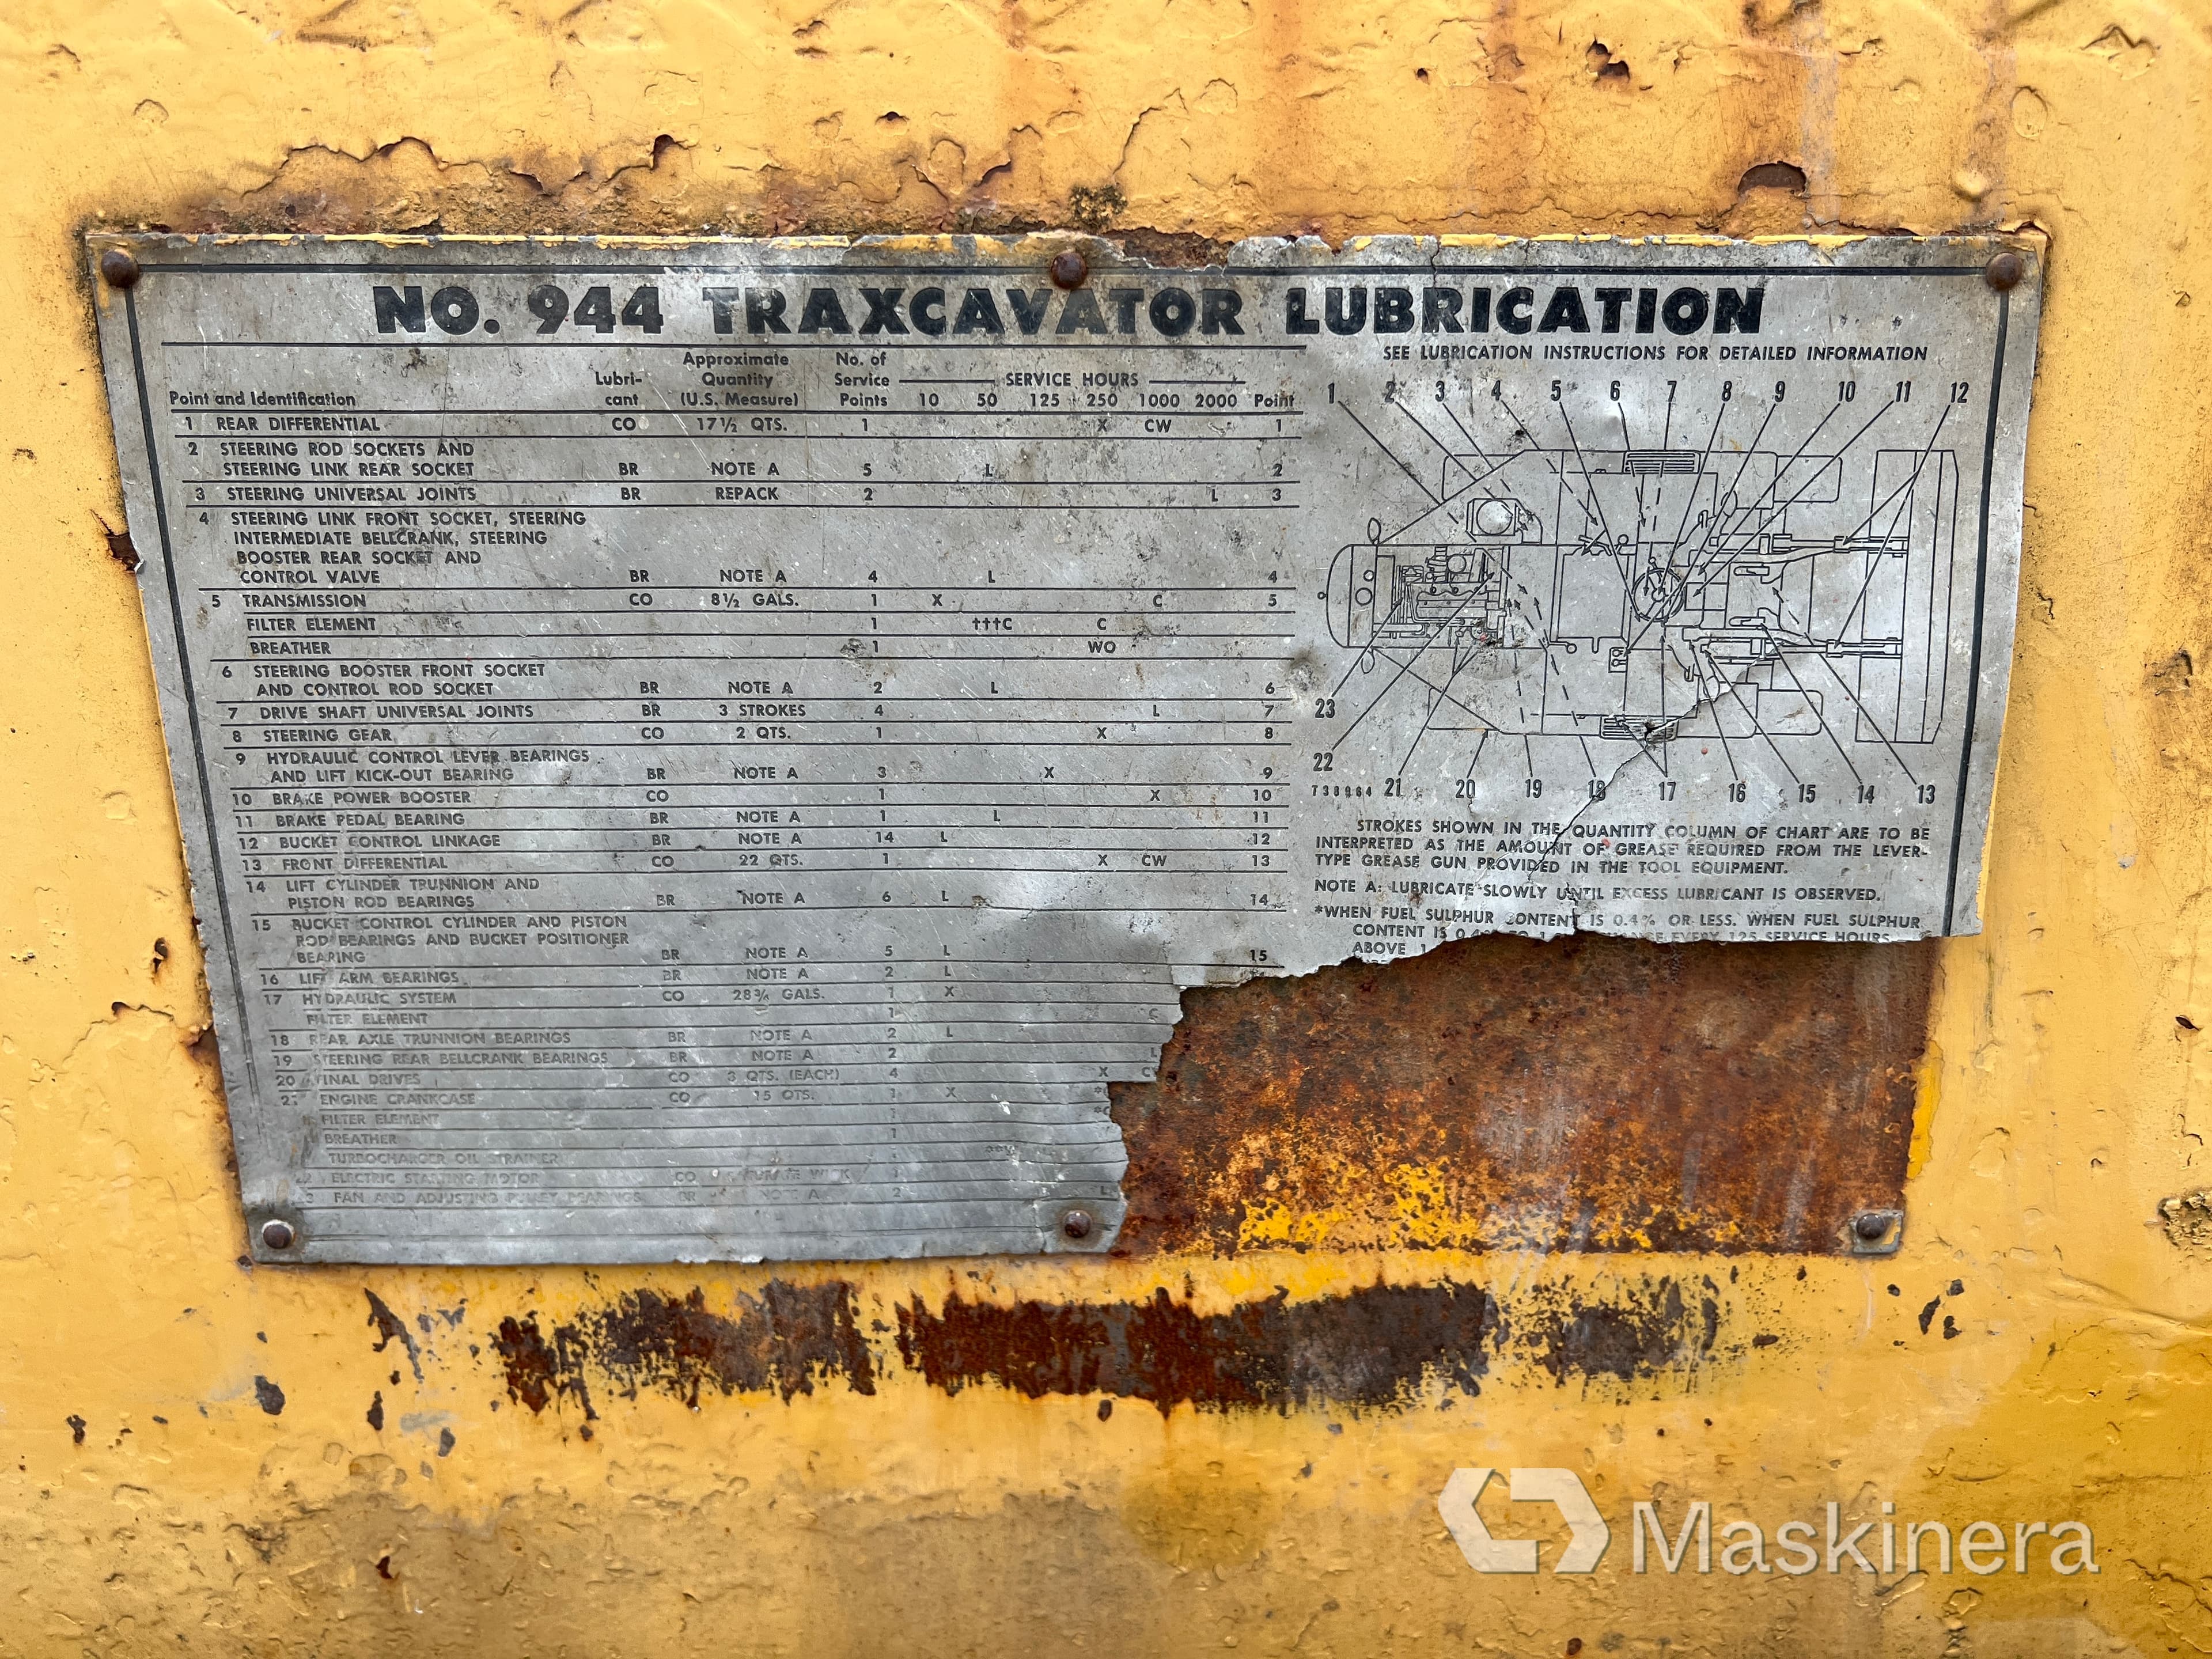 NO. 944 TRAXCAVATOR LUBRICATION
Point and Identification Lubri-cant Approximate Quantity (U.S. Measure) No. of Service Points SERVICE HOURS 10 50 125 250 1000 2000 Point
1 REAR DIFFERENTIAL CO 17½ QTS. 1 X CW 1
2 STEERING ROD SOCKETS AND
STEERING LINK REAR SOCKET BR NOTE A 5 L 2
3 STEERING UNIVERSAL JOINTS BR REPACK 2 L 3
4 STEERING LINK FRONT SOCKET, STEERING
INTERMEDIATE BELLCRANK, STEERING
BOOSTER REAR SOCKET AND
CONTROL VALVE BR NOTE A 4 L 4
5 TRANSMISSION CO 8½ GALS. 1 X C 5
FILTER ELEMENT 1 †††C C
BREATHER 1 WO
6 STEERING BOOSTER FRONT SOCKET
AND CONTROL ROD SOCKET BR NOTE A 2 L 6
7 DRIVE SHAFT UNIVERSAL JOINTS BR 3 STROKES 4 L 7
8 STEERING GEAR CO 2 QTS. 1 X 8
9 HYDRAULIC CONTROL LEVER BEARINGS
AND LIFT KICK-OUT BEARING BR NOTE A 3 X 9
10 BRAKE POWER BOOSTER CO 1 X 10
11 BRAKE PEDAL BEARING BR NOTE A 1 L 11
12 BUCKET CONTROL LINKAGE BR NOTE A 14 L 12
13 FRONT DIFFERENTIAL CO 22 QTS. 1 X CW 13
14 LIFT CYLINDER TRUNNION AND
PISTON ROD BEARINGS BR NOTE A 6 L 14
15 BUCKET CONTROL CYLINDER AND PISTON
ROD BEARINGS AND BUCKET POSITIONER
BEARING BR NOTE A 5 L 15
16 LIFT ARM BEARINGS BR NOTE A 2 L
17 HYDRAULIC SYSTEM CO 28¾ GALS. 1 X
FILTER ELEMENT 1 C
18 REAR AXLE TRUNNION BEARINGS BR NOTE A 2 L
19 STEERING REAR BELLCRANK BEARINGS BR NOTE A 2 L
20 FINAL DRIVES CO 3 QTS. (EACH) 4 X
21 ENGINE CRANKCASE CO 15 QTS. 1 X
FILTER ELEMENT 1
BREATHER 1
TURBOCHARGER OIL STRAINER
ELECTRIC STARTING MOTOR CO WICK 1
FAN AND ADJUSTING PULLEY BEARINGS BR NOTE A 2 L
SEE LUBRICATION INSTRUCTIONS FOR DETAILED INFORMATION
1 2 3 4 5 6 7 8 9 10 11 12
23
22
738964 21 20 19 18 17 16 15 14 13
STROKES SHOWN IN THE QUANTITY COLUMN OF CHART ARE TO BE
INTERPRETED AS THE AMOUNT OF GREASE REQUIRED FROM THE LEVER-
TYPE GREASE GUN PROVIDED IN THE TOOL EQUIPMENT.
NOTE A: LUBRICATE SLOWLY UNTIL EXCESS LUBRICANT IS OBSERVED.
*WHEN FUEL SULPHUR CONTENT IS 0.4% OR LESS. WHEN FUEL SULPHUR
CONTENT IS EVERY 125 SERVICE HOURS
ABOVE
Maskinera